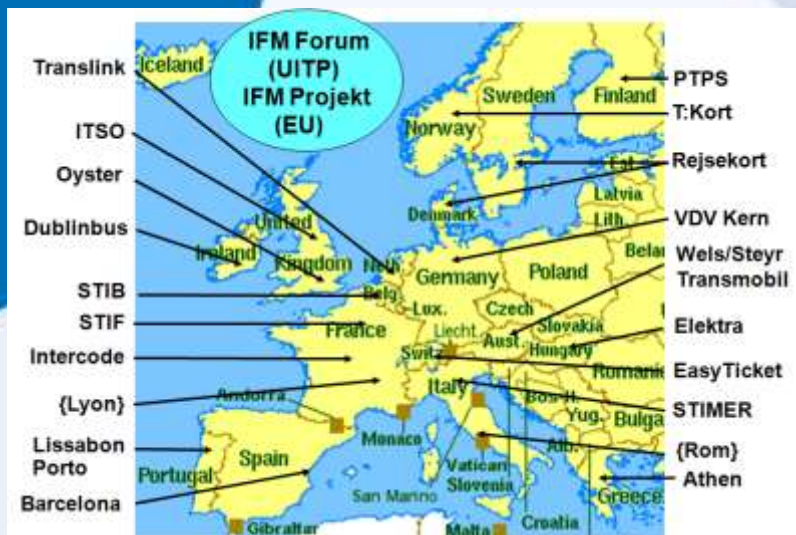 IFM Forum
(UITP)
IFM Projekt
(EU)
Translink
ITSO
Oyster
Dublinbus
STIB
STIF
Intercode
{Lyon}
Lissabon
Porto
Barcelona
PTPS
T:Kort
Rejsekort
VDV Kern
Wels/Steyr
Transmobil
Elektra
EasyTicket
STIMER
{Rom}
Athen
Iceland
Sweden
Finland
Norway
Est.
Latvia
Lith.
Denmark
United
Kingdom
Ireland
Neth.
Belg.
Germany
Poland
Belar
Lux.
Czech
Slovakia
France
Liecht.
Aust.
Hungary
Switz
Romania
Italy
Bos-H.
Yug.
Bulga
Andorra
Monaco
Alb.
Portugal
Spain
Vatican
Slovenia
San Marino
Greece
Croatia
Gibraltar
Malta